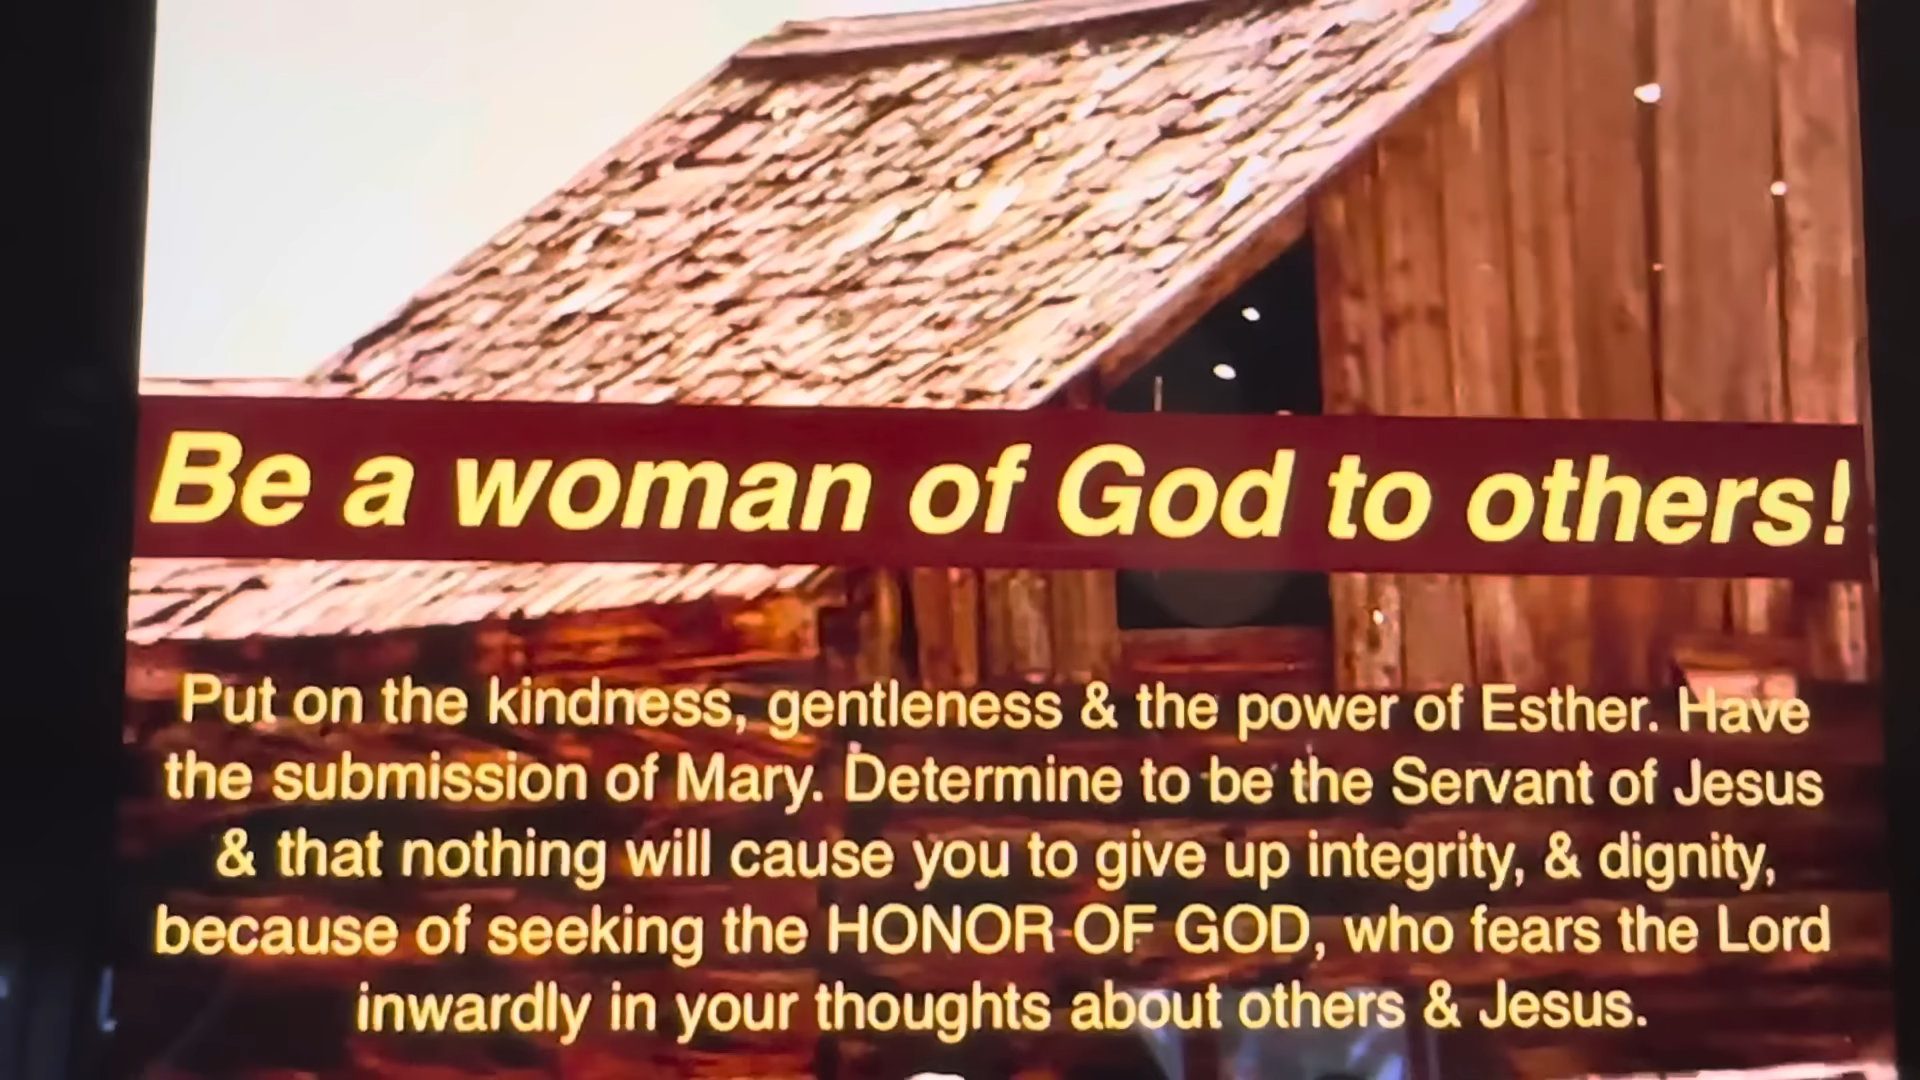 Be a woman of God to others!
Put on the kindness, gentleness & the power of Esther. Have
the submission of Mary. Determine to be the Servant of Jesus
& that nothing will cause you to give up integrity, & dignity,
because of seeking the HONOR OF GOD, who fears the Lord
inwardly in your thoughts about others & Jesus.